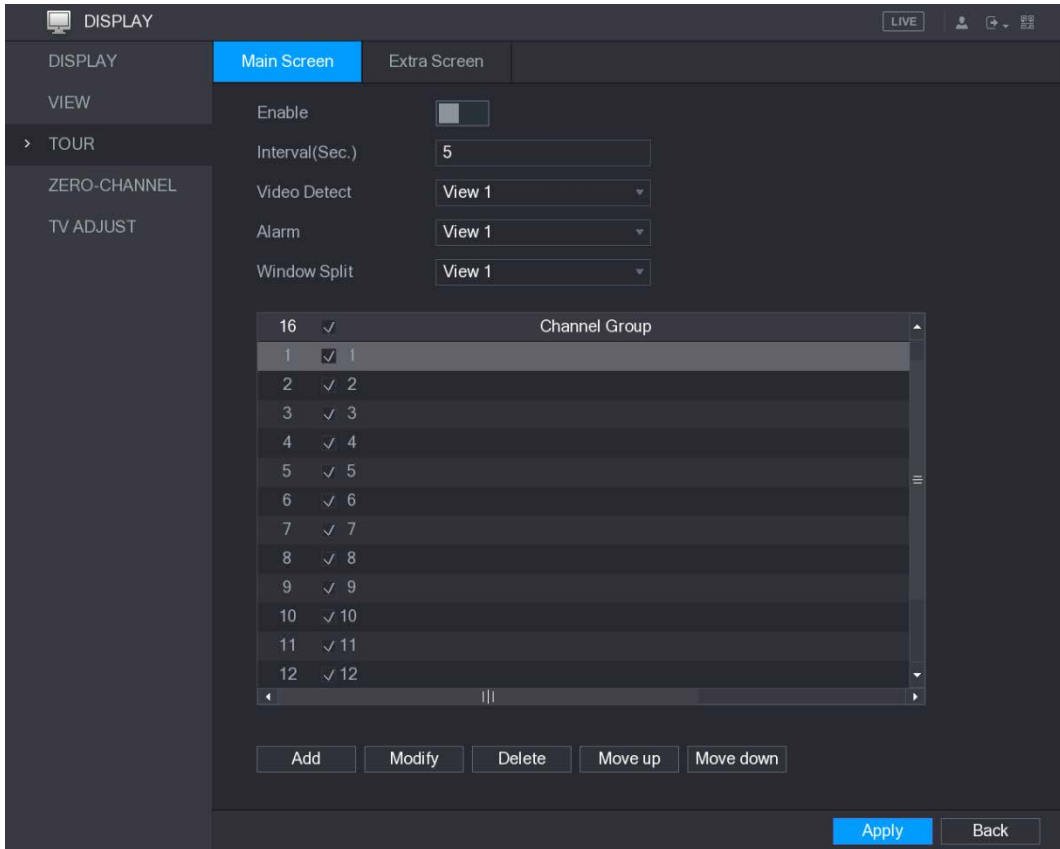 DISPLAY LIVE
DISPLAY
VIEW
TOUR
ZERO-CHANNEL
TV ADJUST
Main Screen Extra Screen
Enable
Interval(Sec.) 5
Video Detect View 1
Alarm View 1
Window Split View 1
16 Channel Group
1 1
2 2
3 3
4 4
5 5
6 6
7 7
8 8
9 9
10 10
11 11
12 12
Add Modify Delete Move up Move down
Apply Back